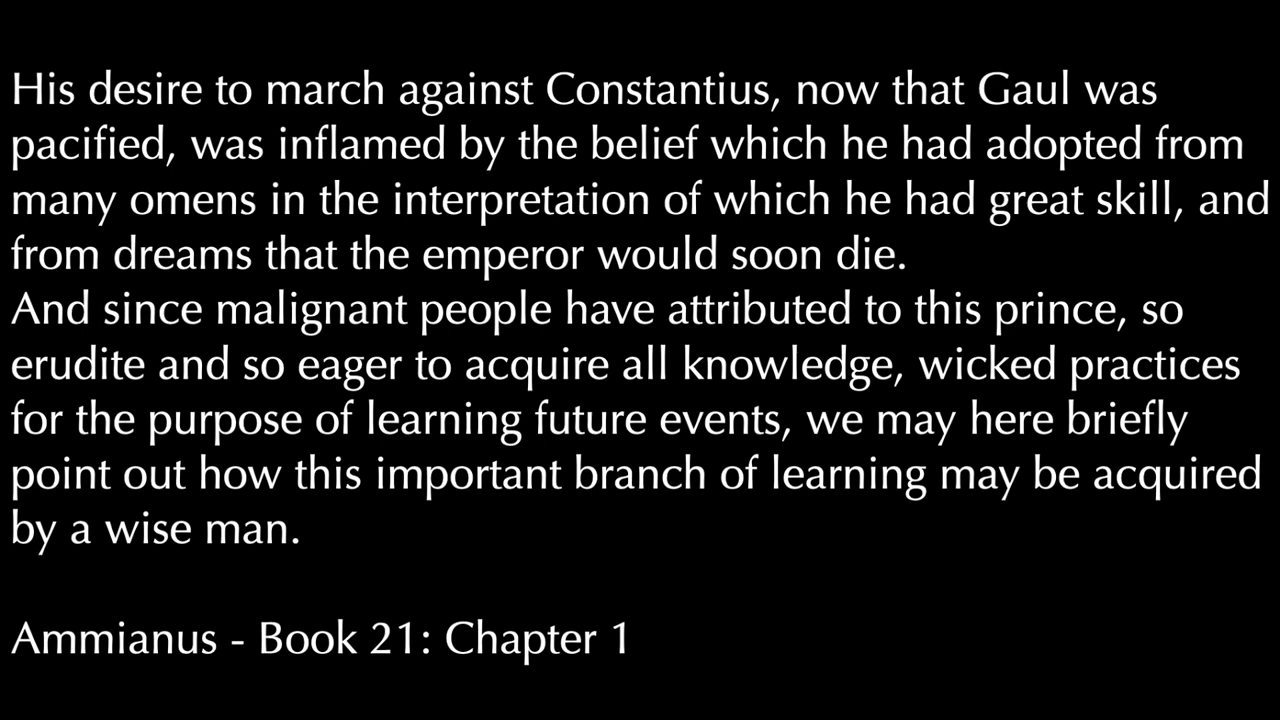 His desire to march against Constantius, now that Gaul was
pacified, was inflamed by the belief which he had adopted from
many omens in the interpretation of which he had great skill, and
from dreams that the emperor would soon die.
And since malignant people have attributed to this prince, so
erudite and so eager to acquire all knowledge, wicked practices
for the purpose of learning future events, we may here briefly
point out how this important branch of learning may be acquired
by a wise man.
Ammianus - Book 21: Chapter 1